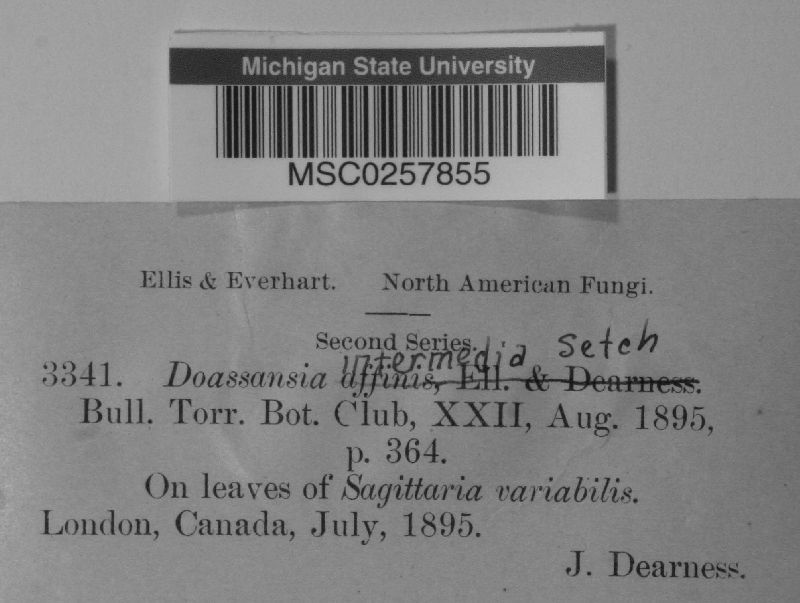 Michigan State University
MSC0257855
Ellis & Everhart. North American Fungi.
Second Series.
intermedia Setch
3341. Doassansia affinis, Ell. & Dearness.
Bull. Torr. Bot. Club, XXII, Aug. 1895,
p. 364.
On leaves of Sagittaria variabilis.
London, Canada, July, 1895.
J. Dearness.